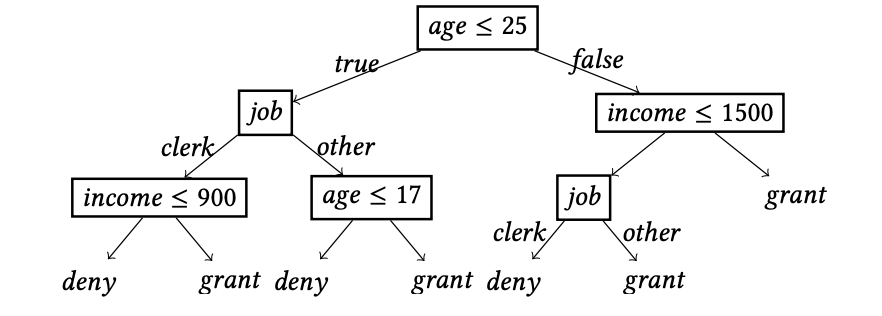 age ≤ 25
true
false
job
income ≤ 1500
clerk
other
income ≤ 900
age ≤ 17
job
grant
clerk
other
deny
grant
deny
grant
deny
grant